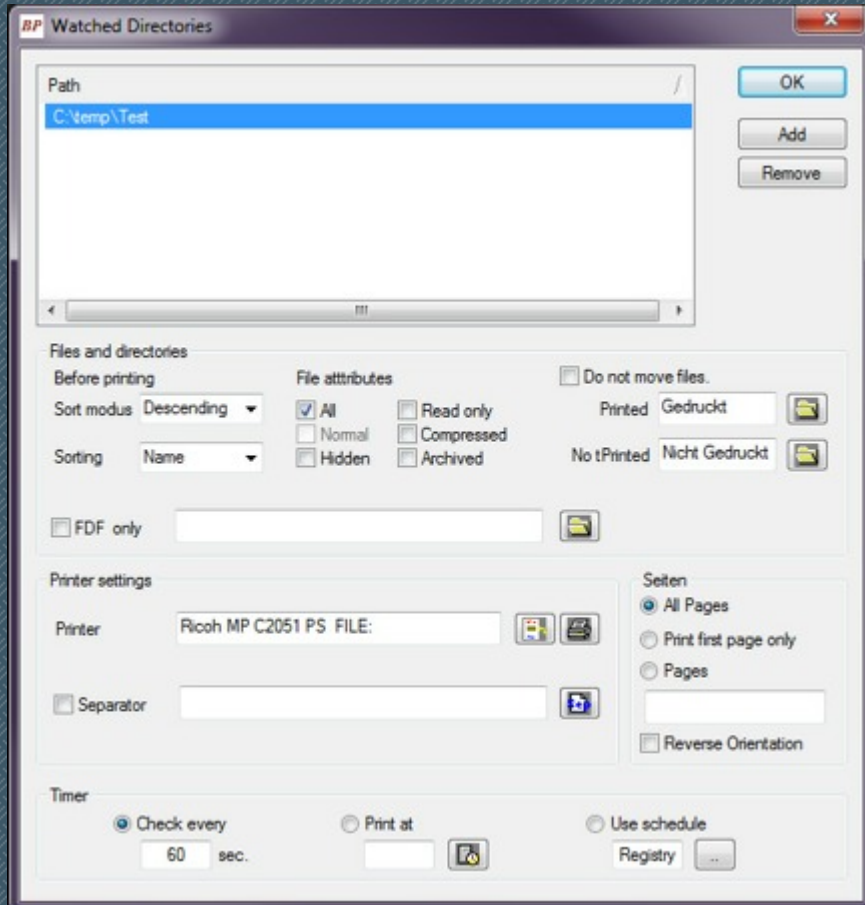 BP Watched Directories
Path /
OK
C:\temp\Test
Add
Remove
Files and directories
Before printing File atttributes Do not move files.
Sort modus Descending All Read only Printed Gedruckt
Normal Compressed
Sorting Name Hidden Archived No tPrinted Nicht Gedruckt
FDF only
Printer settings Seiten
All Pages
Printer Ricoh MP C2051 PS FILE:
Print first page only
Pages
Separator Sep
Reverse Orientation
Timer
Check every Print at Use schedule
60 sec. Registry ..